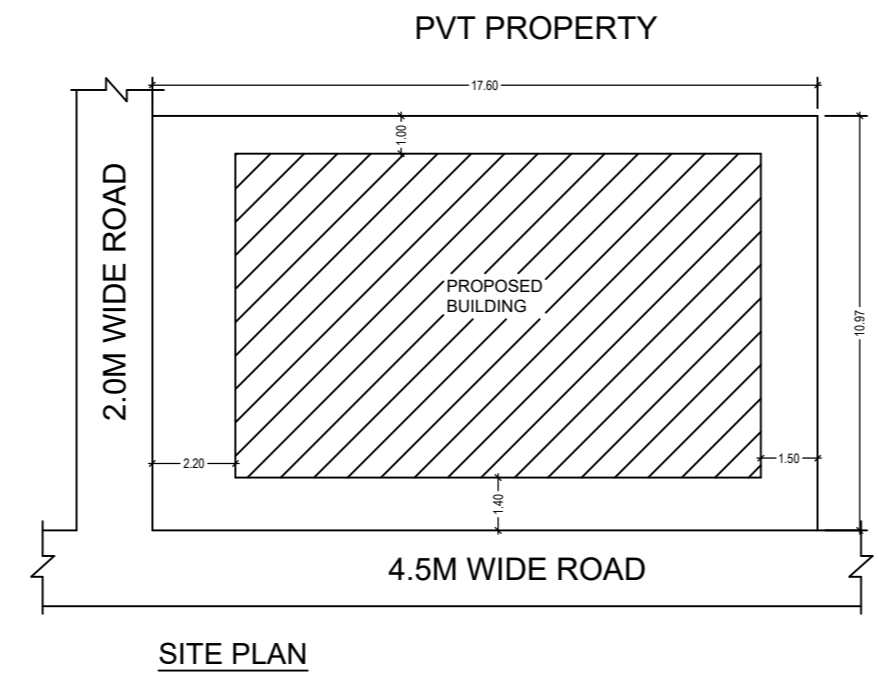 PVT PROPERTY
17.60
1.00
2.0M WIDE ROAD
PROPOSED
BUILDING
10.97
2.20
1.50
1.40
4.5M WIDE ROAD
SITE PLAN